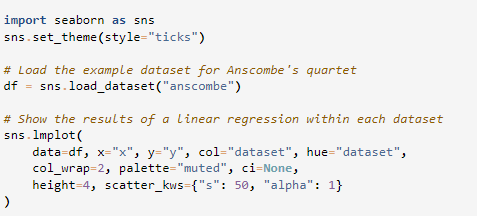 import seaborn as sns
sns.set_theme(style="ticks")

# Load the example dataset for Anscombe's quartet
df = sns.load_dataset("anscombe")

# Show the results of a linear regression within each dataset
sns.lmplot(
    data=df, x="x", y="y", col="dataset", hue="dataset",
    col_wrap=2, palette="muted", ci=None,
    height=4, scatter_kws={"s": 50, "alpha": 1}
)